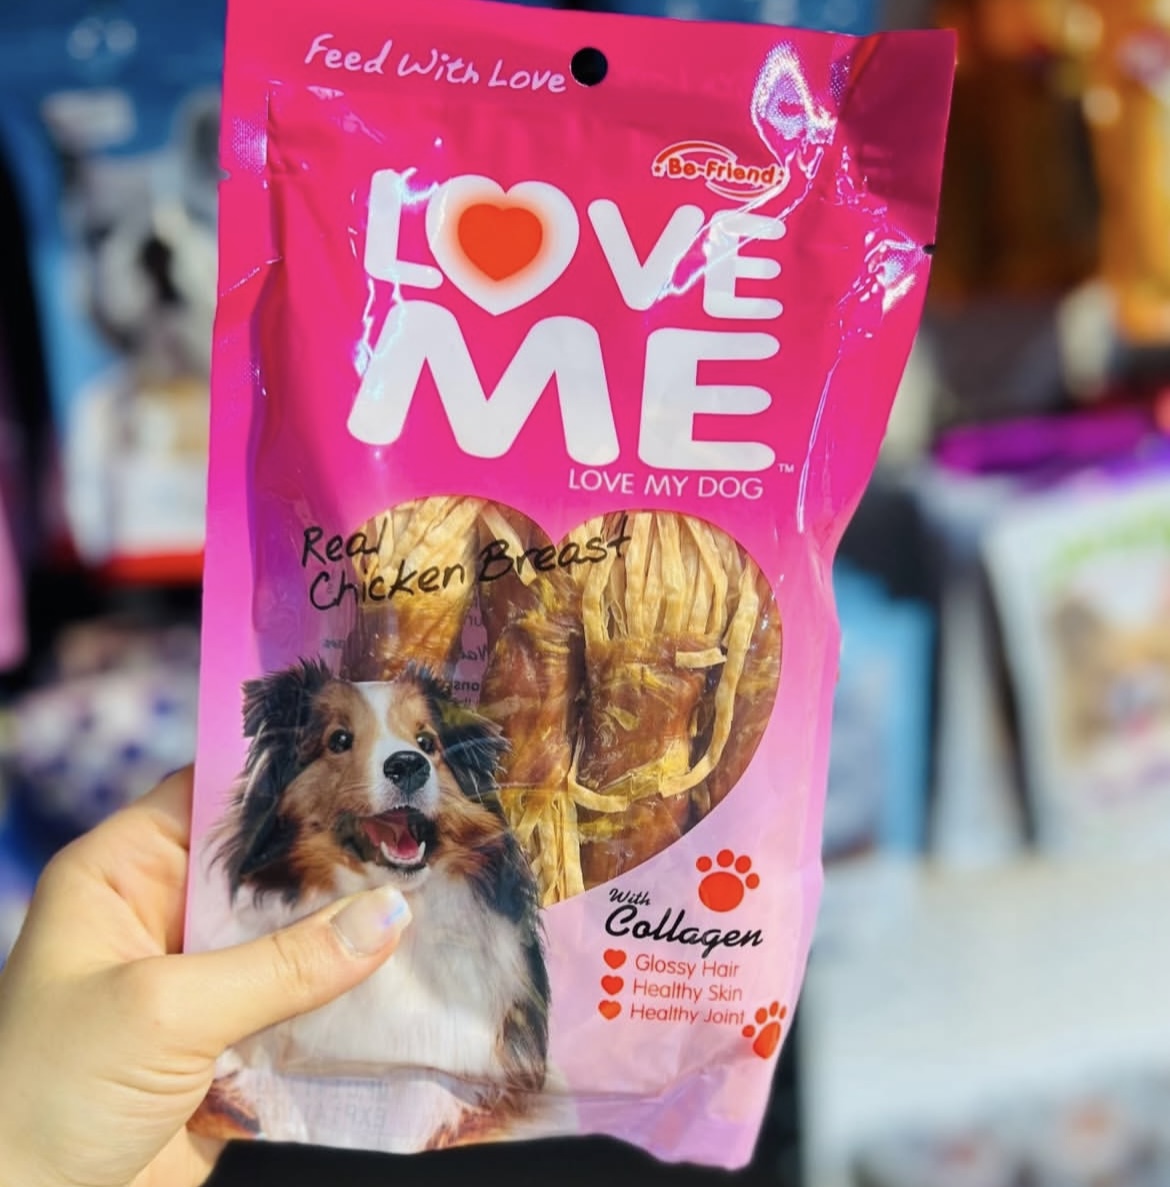 Feed With Love
Be-Friend
LOVE
ME
TM
LOVE MY DOG
Real
Chicken Breast
With
Collagen
Glossy Hair
Healthy Skin
Healthy Joint